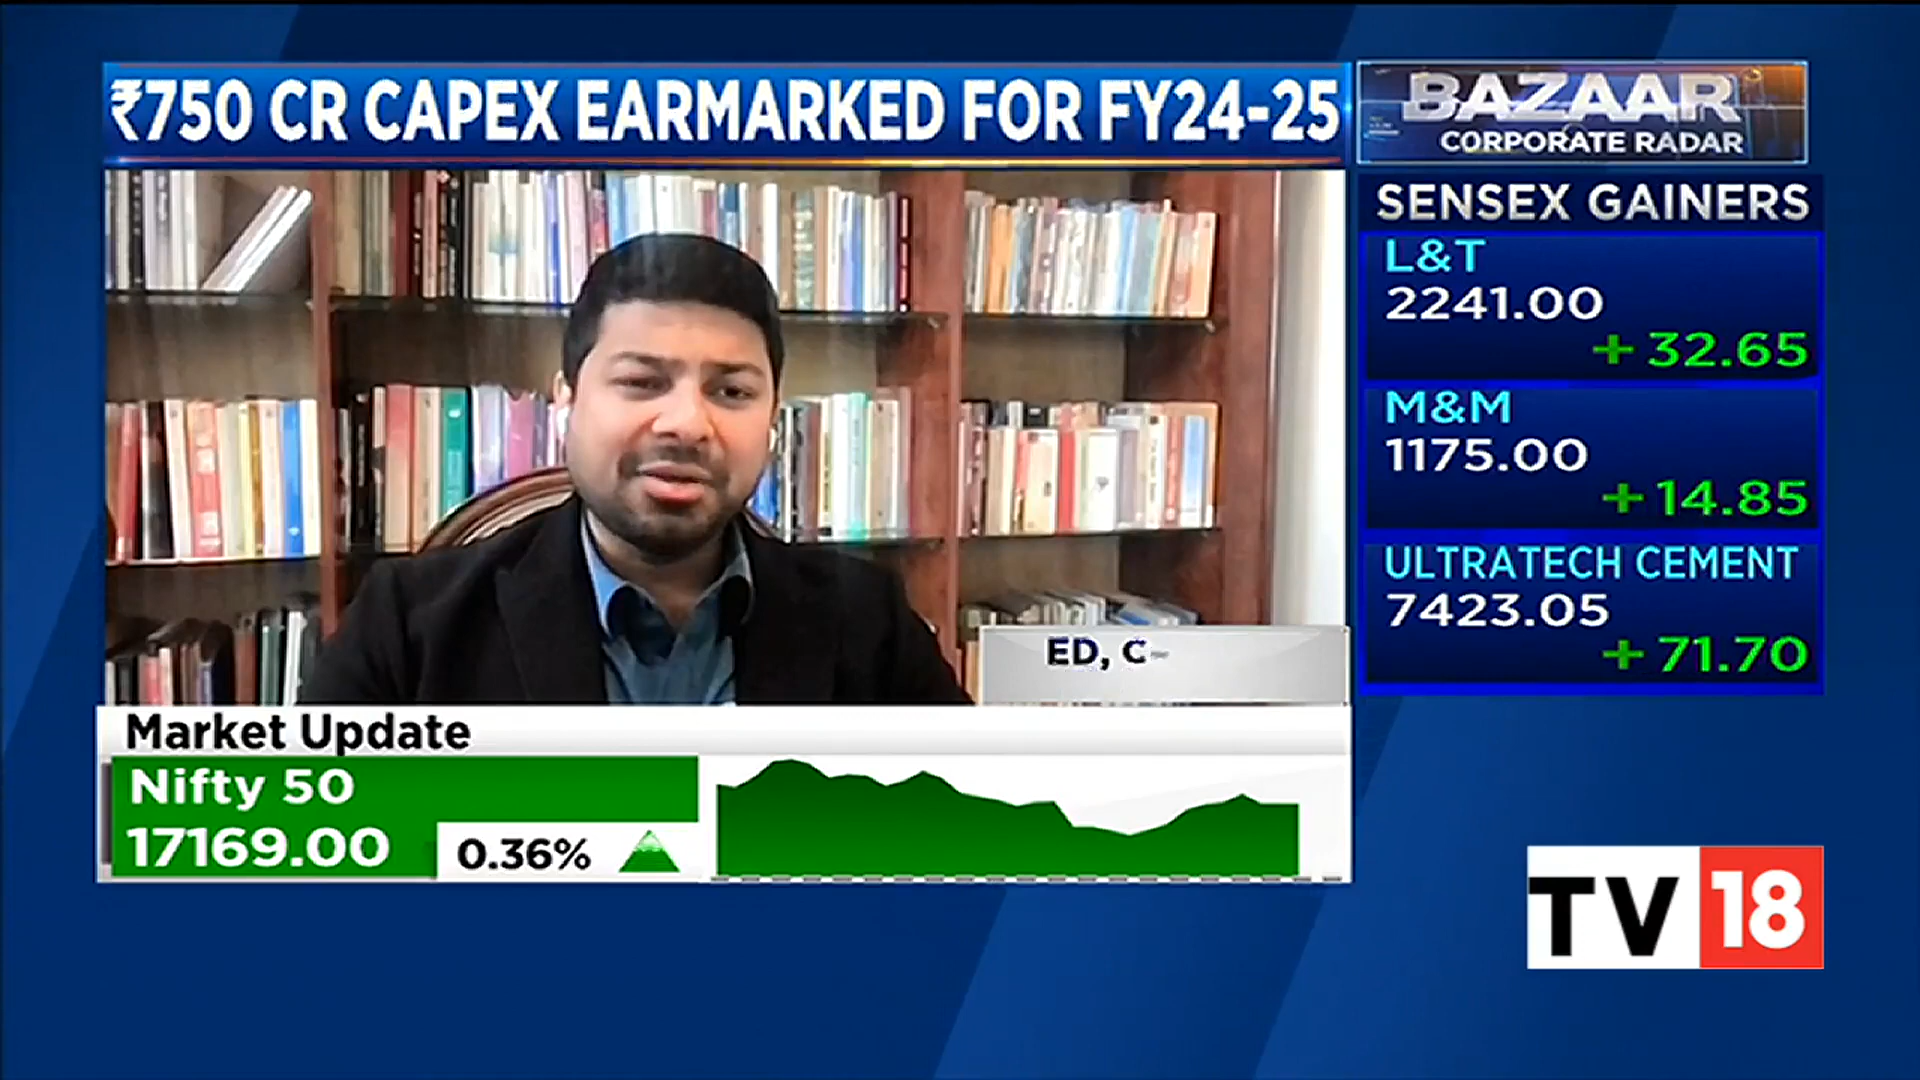 ₹750 CR CAPEX EARMARKED FOR FY24-25
BAZAAR
CORPORATE RADAR
SENSEX GAINERS
L&T
2241.00
+ 32.65
M&M
1175.00
+ 14.85
ULTRATECH CEMENT
7423.05
+ 71.70
ED, C
Market Update
Nifty 50
17169.00
0.36%
TV18